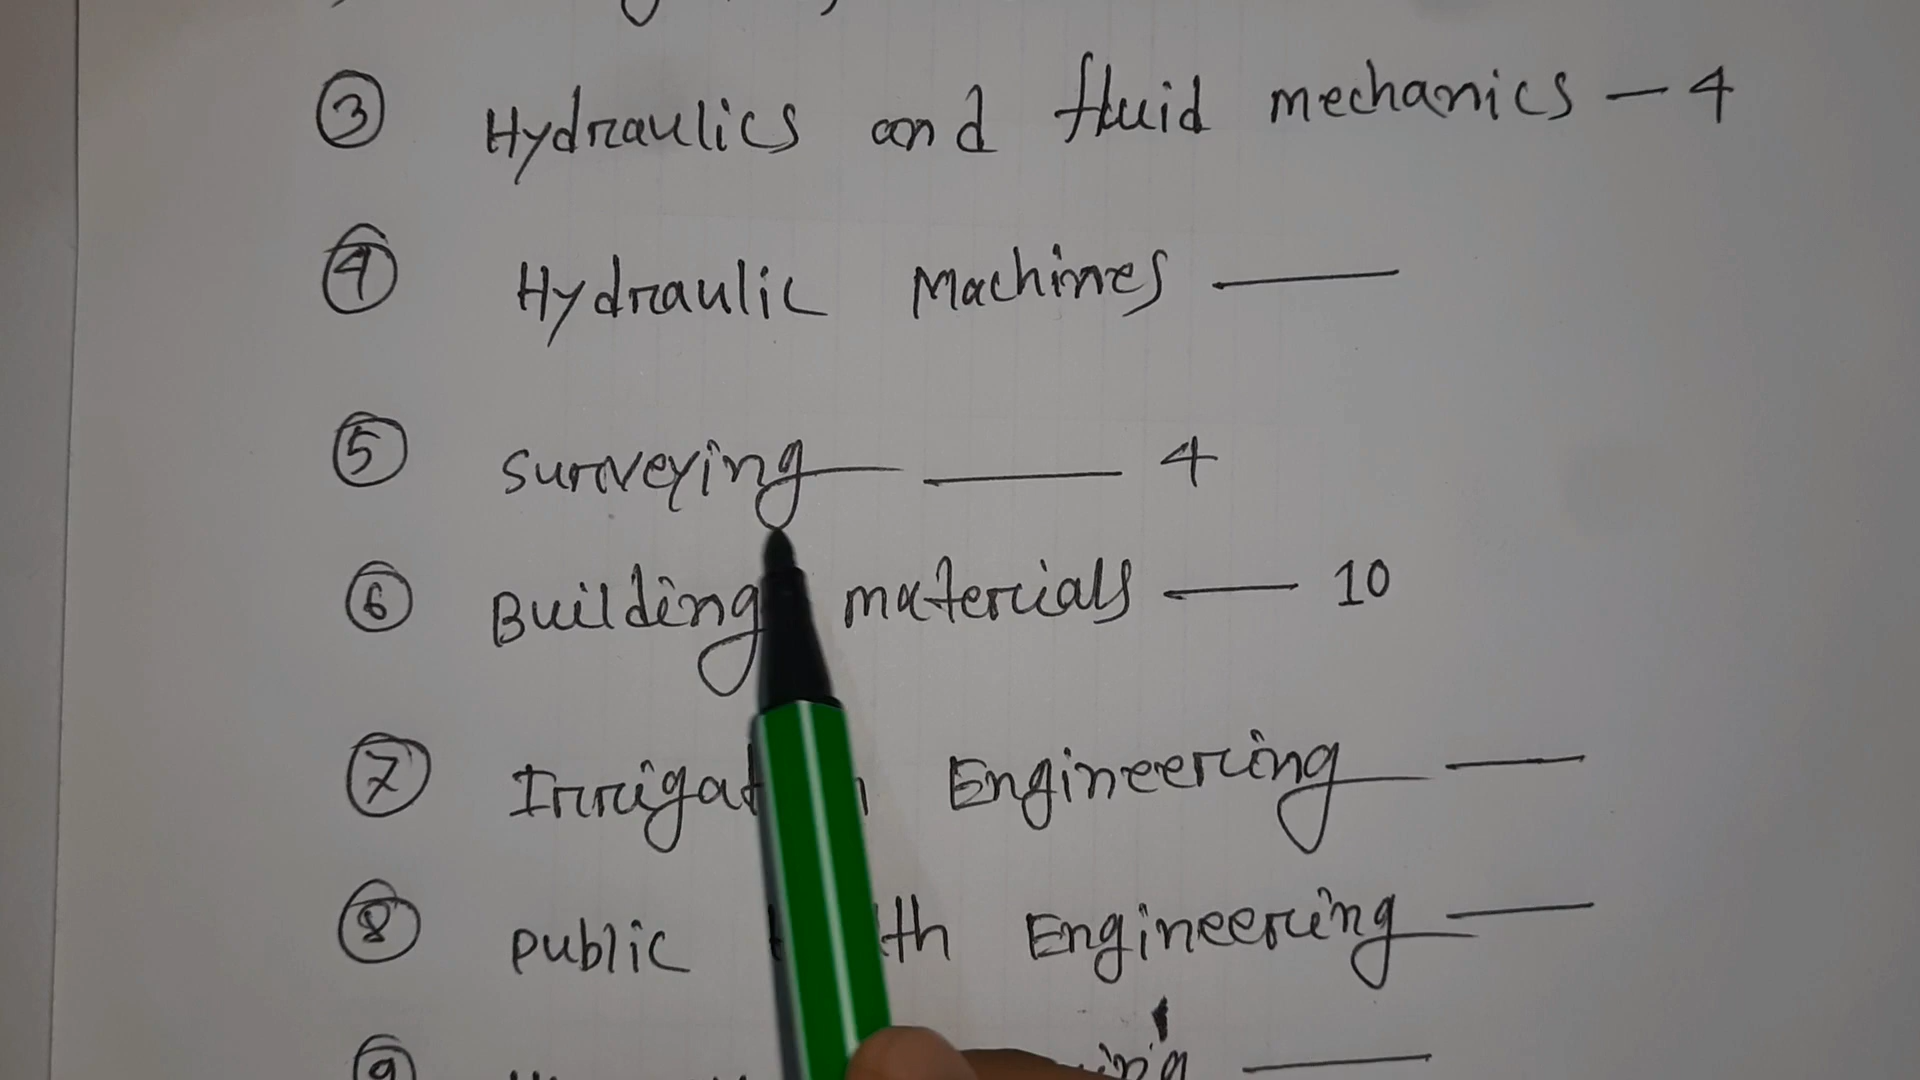 ③ Hydraulics and fluid mechanics — 4
④ Hydraulic Machines —
⑤ Surveying — — 4
⑥ Building materials — 10
⑦ Engineering —
⑧ public Engineering —
⑨